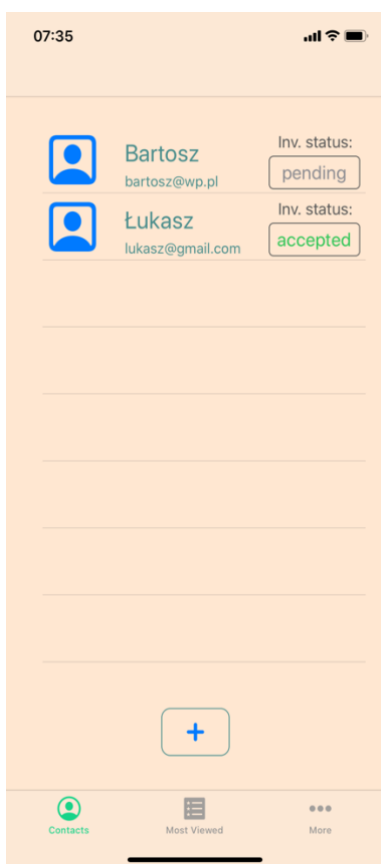 07:35
Bartosz
bartosz@wp.pl
Inv. status:
pending
Łukasz
lukasz@gmail.com
Inv. status:
accepted
+
Contacts
Most Viewed
More